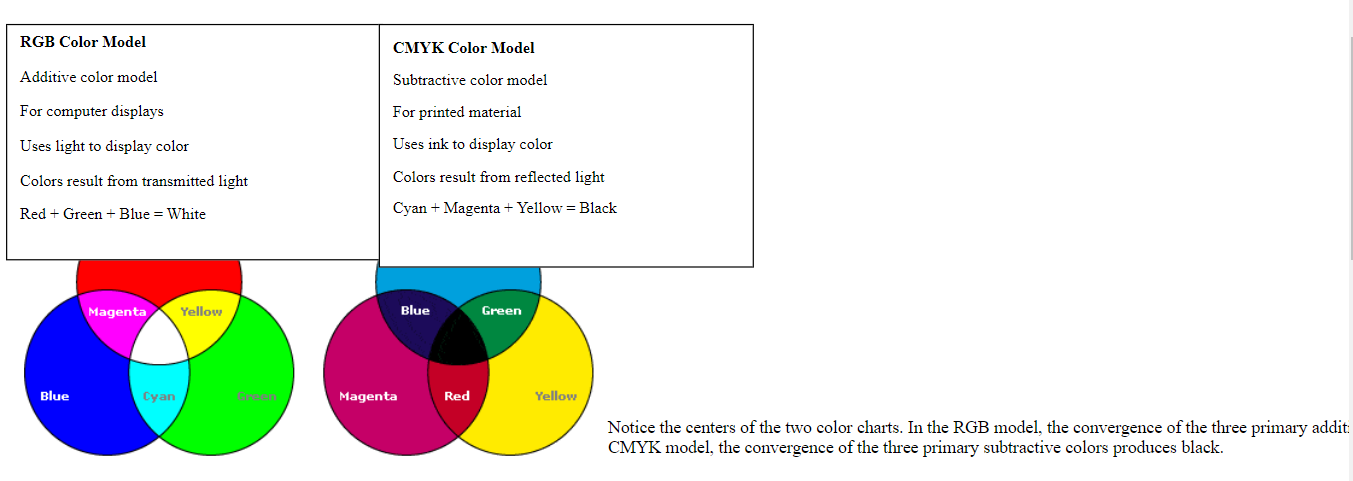 RGB Color Model
Additive color model
For computer displays
Uses light to display color
Colors result from transmitted light
Red + Green + Blue = White
CMYK Color Model
Subtractive color model
For printed material
Uses ink to display color
Colors result from reflected light
Cyan + Magenta + Yellow = Black
Magenta
Yellow
Blue
Cyan
Green
Blue
Green
Magenta
Red
Yellow
Notice the centers of the two color charts. In the RGB model, the convergence of the three primary
CMYK model, the convergence of the three primary subtractive colors produces black.